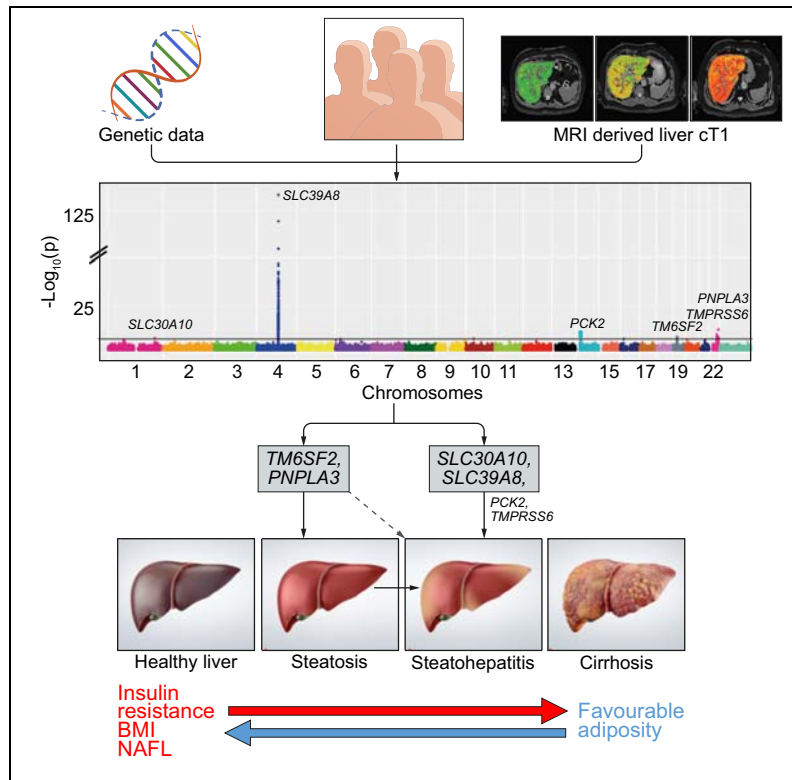 Genetic data
MRI derived liver cT1
-Log10(p)
125
25
SLC39A8
SLC30A10
PCK2
TM6SF2
PNPLA3
TMPRSS6
1 2 3 4 5 6 7 8 9 10 11 13 15 17 19 22
Chromosomes
TM6SF2,
PNPLA3
SLC30A10,
SLC39A8,
PCK2,
TMPRSS6
Healthy liver
Steatosis
Steatohepatitis
Cirrhosis
Insulin
resistance
BMI
NAFL
Favourable
adiposity